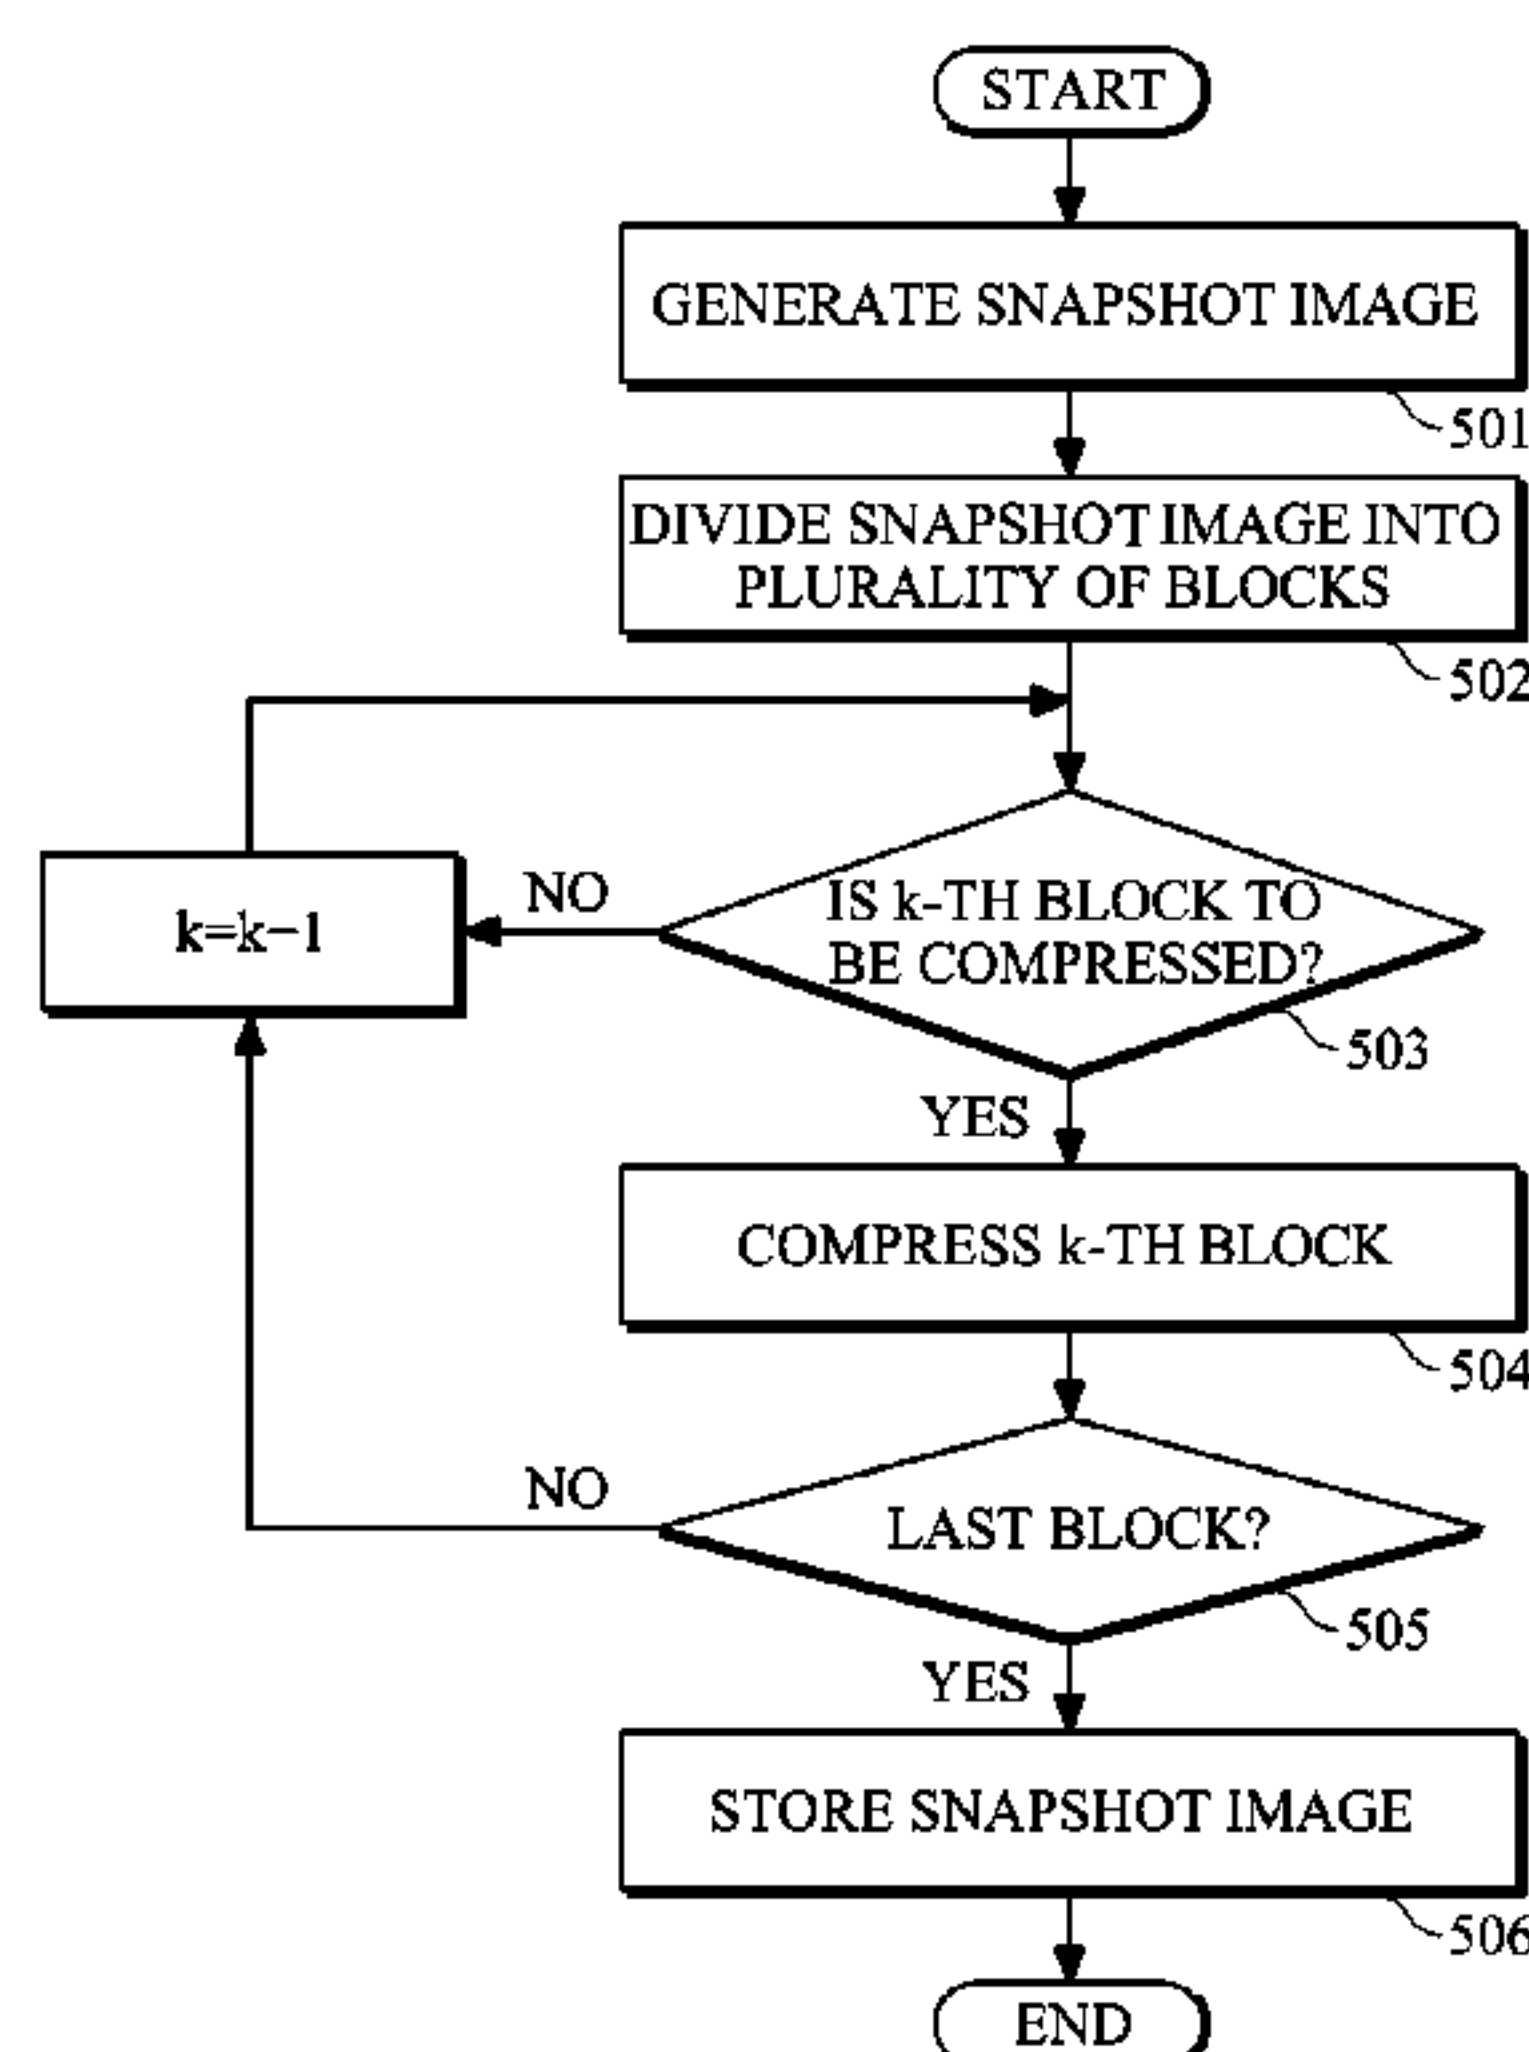 START
GENERATE SNAPSHOT IMAGE
501
DIVIDE SNAPSHOT IMAGE INTO
PLURALITY OF BLOCKS
502
k=k−1
NO
IS k-TH BLOCK TO
BE COMPRESSED?
503
YES
COMPRESS k-TH BLOCK
504
NO
LAST BLOCK?
505
YES
STORE SNAPSHOT IMAGE
506
END